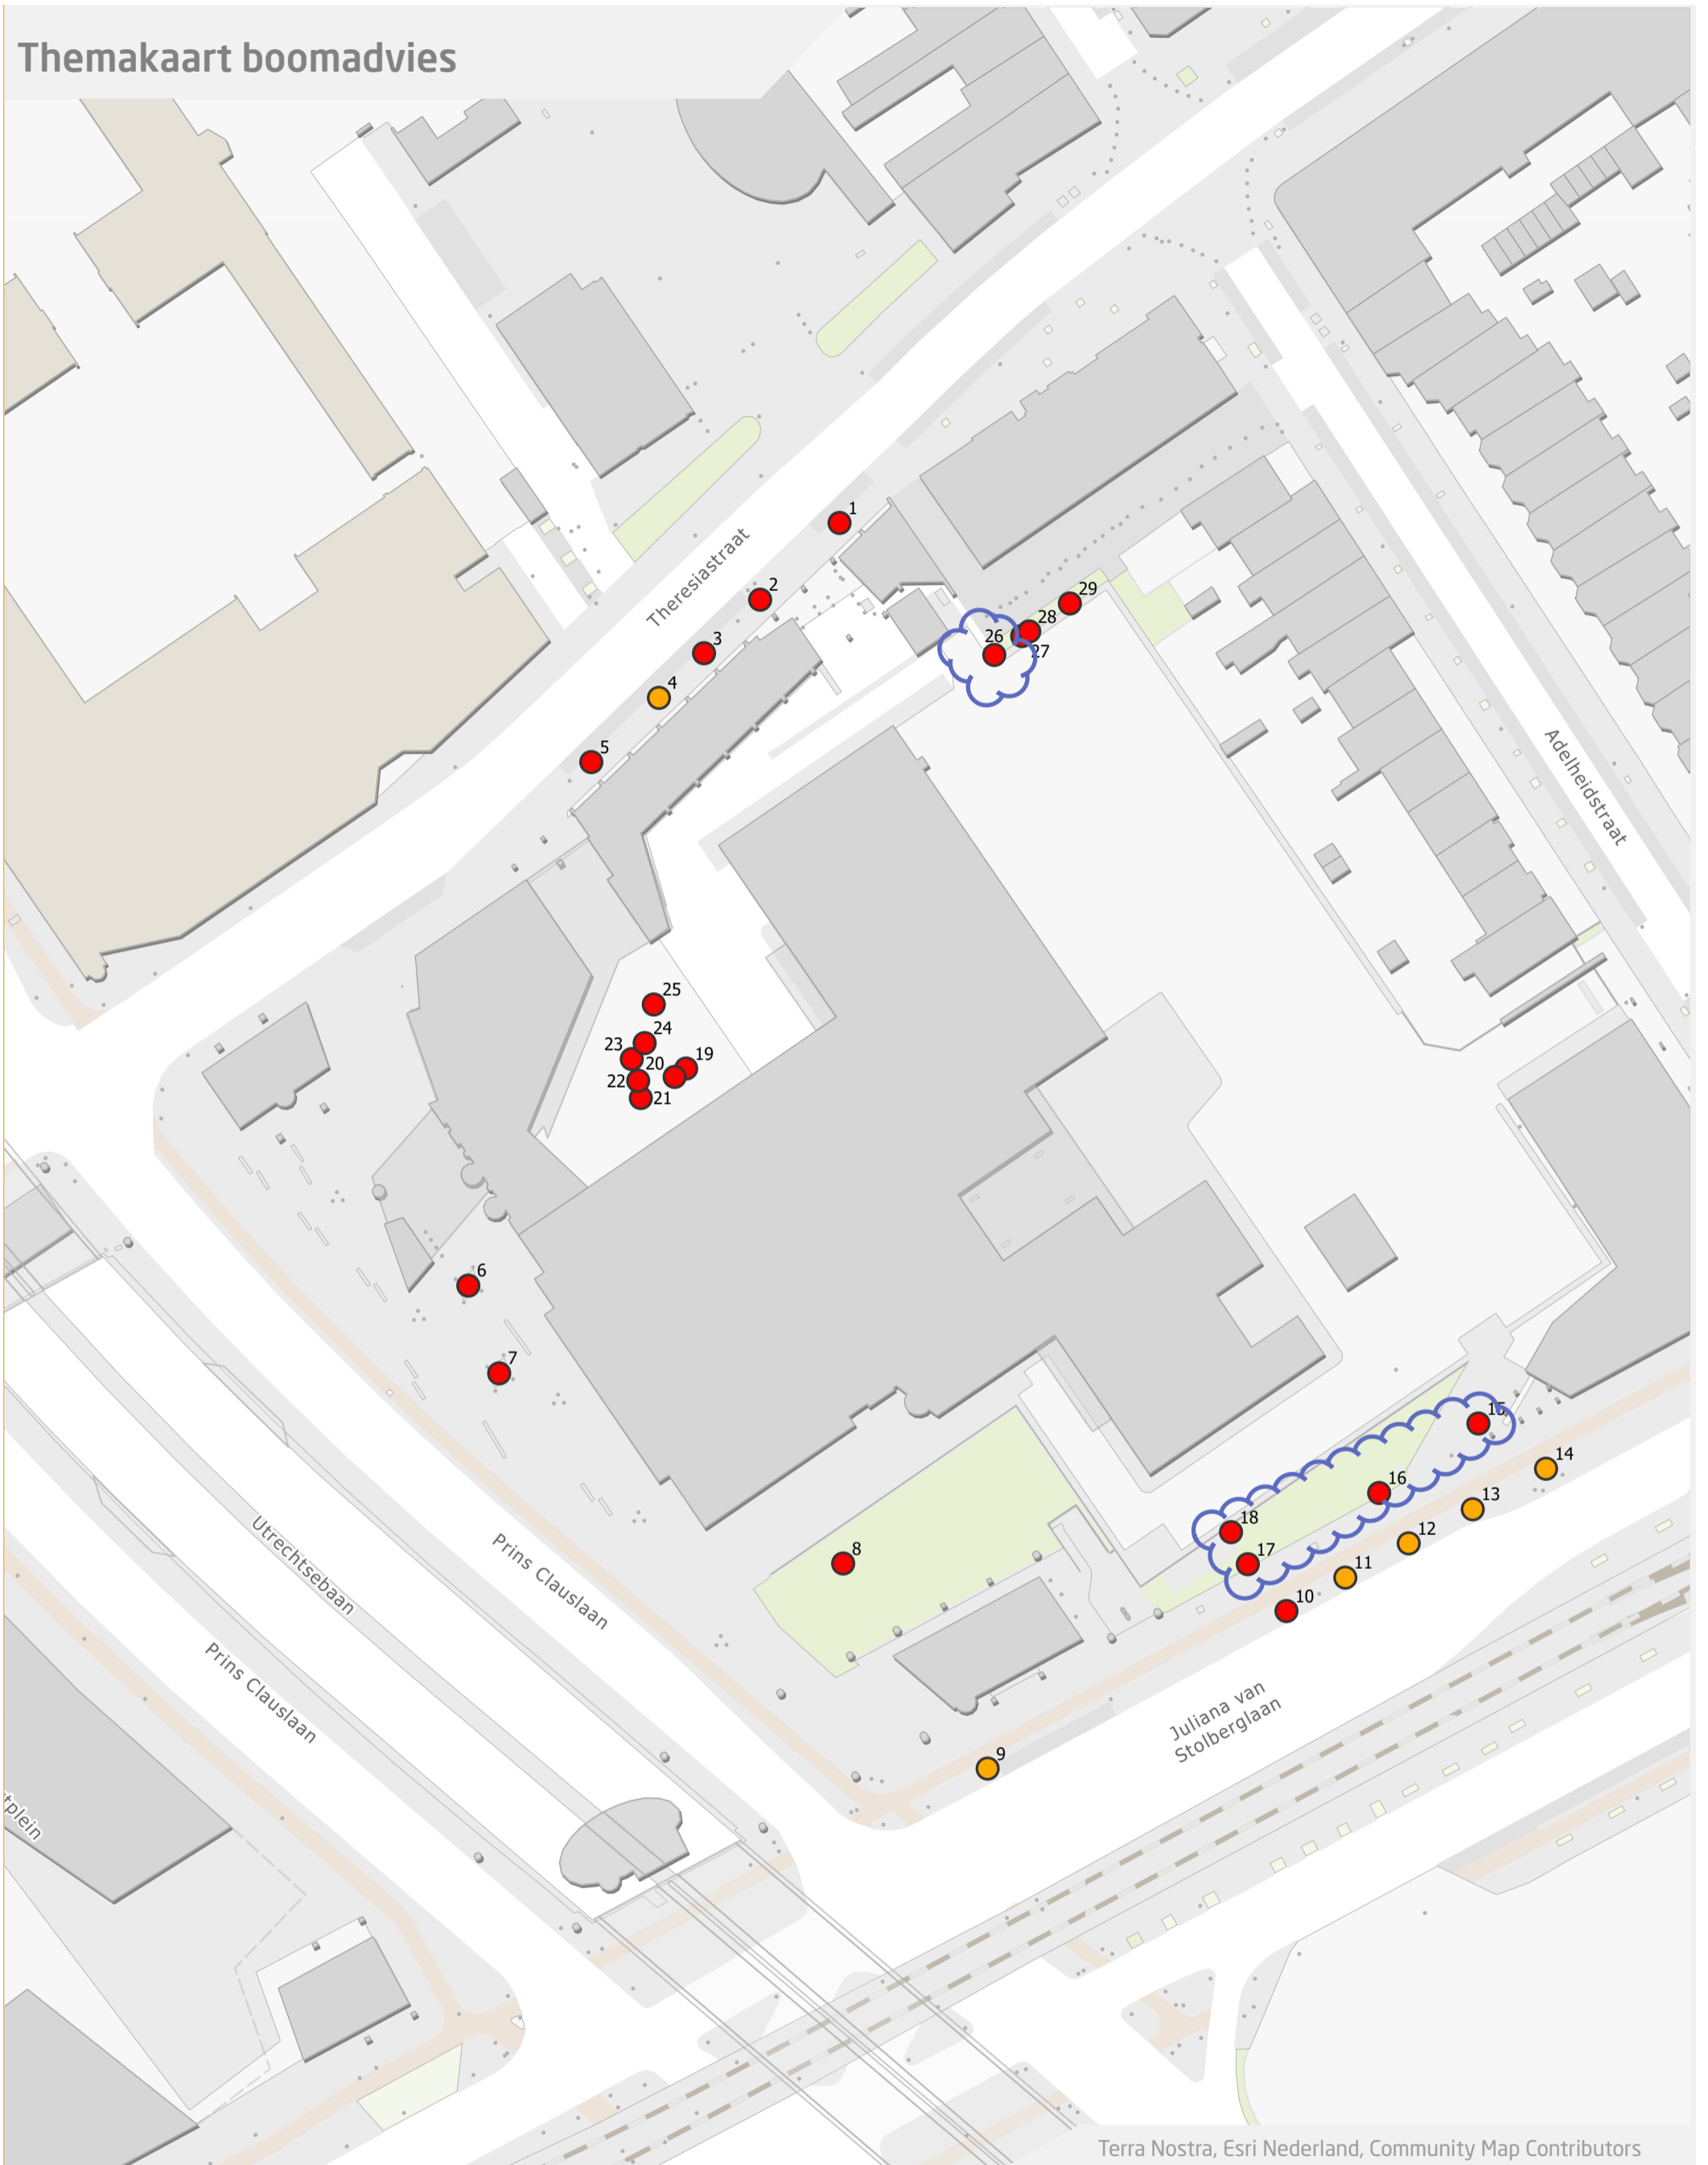 Themakaart boomadvies
1
Theresiastraat
2
29
28
26
3
27
4
5
Adelheidstraat
25
24
23
20
19
22
21
6
7
15
14
16
13
18
12
Utrechtsebaan
Prins Clauslaan
8
17
11
10
Prins Clauslaan
Juliana van
Stolberglaan
9
tplein
Terra Nostra, Esri Nederland, Community Map Contributors